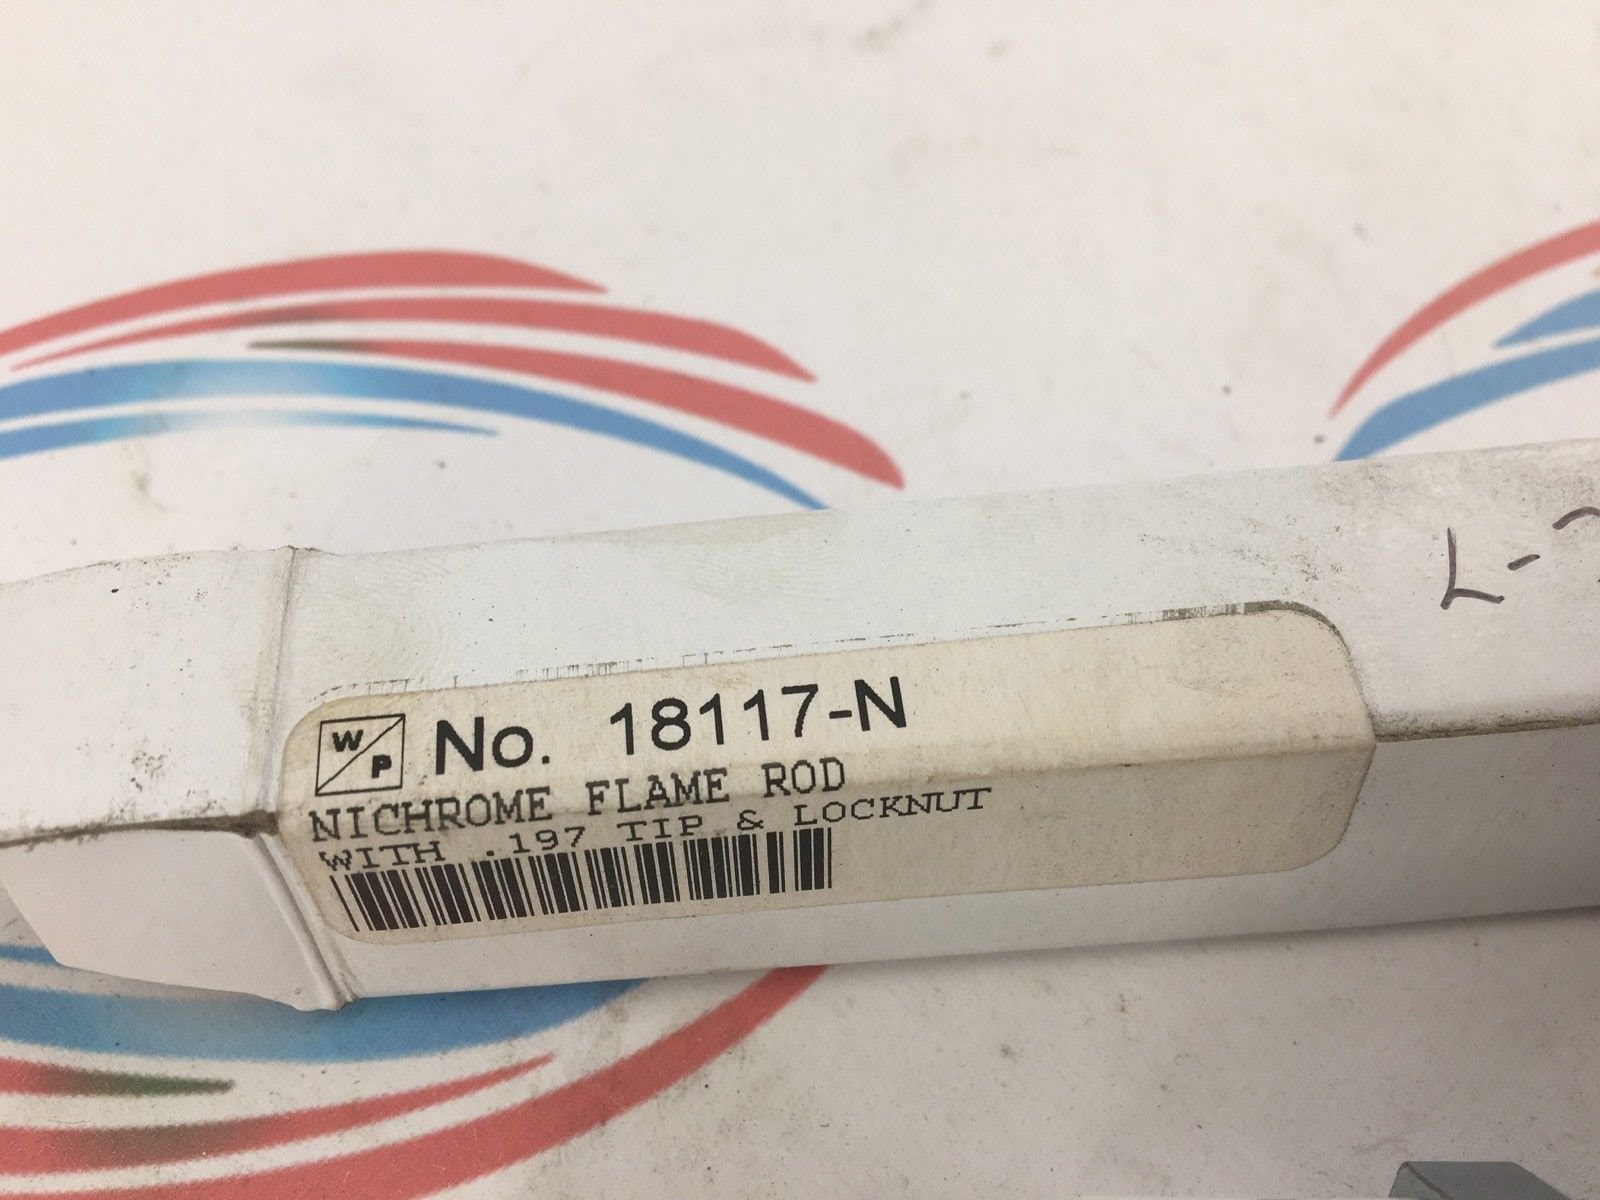 W
P
No. 18117-N
NICHROME FLAME ROD
WITH .197 TIP & LOCKNUT